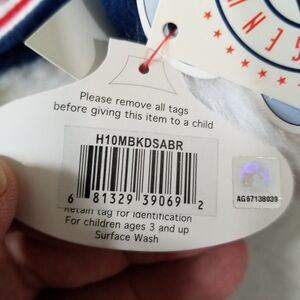 Please remove all tags
before giving this item to a child
H10MBKDSABR
6 81329 39069 2
AG67138039
Retain tag for identification
For children ages 3 and up
Surface Wash